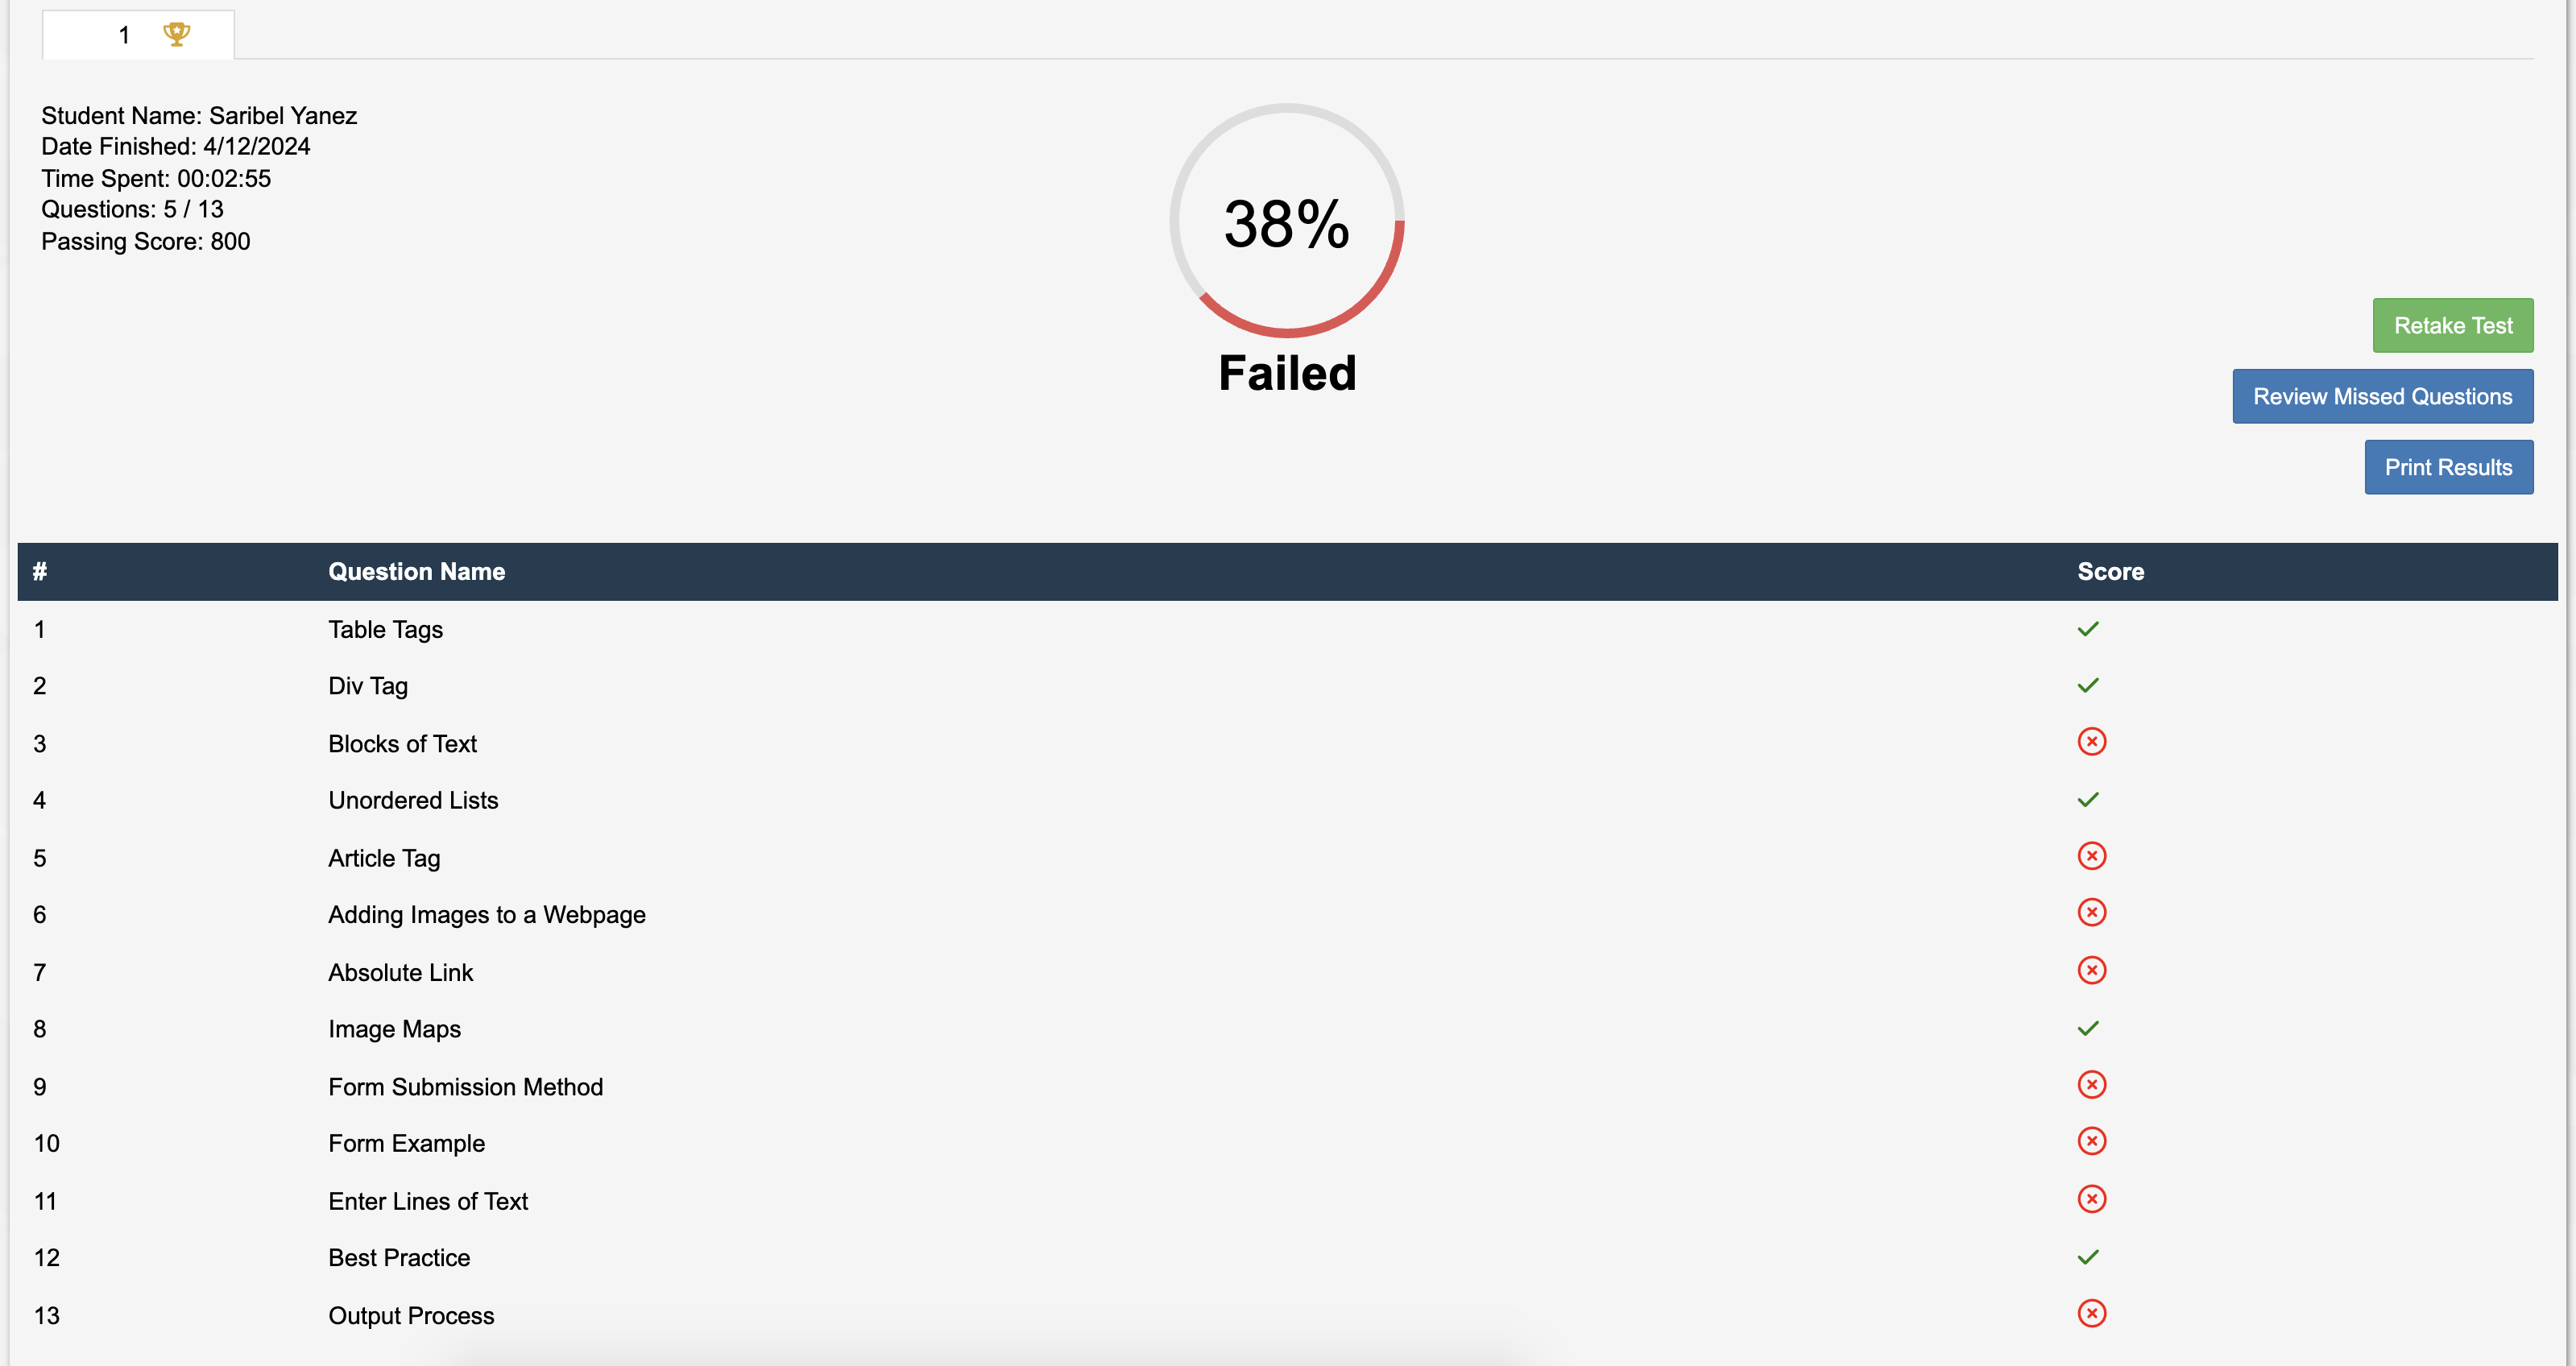 1
Student Name: Saribel Yanez
Date Finished: 4/12/2024
Time Spent: 00:02:55
Questions: 5 / 13
Passing Score: 800
38%
Failed
Retake Test
Review Missed Questions
Print Results
# Question Name Score
1 Table Tags
2 Div Tag
3 Blocks of Text
4 Unordered Lists
5 Article Tag
6 Adding Images to a Webpage
7 Absolute Link
8 Image Maps
9 Form Submission Method
10 Form Example
11 Enter Lines of Text
12 Best Practice
13 Output Process